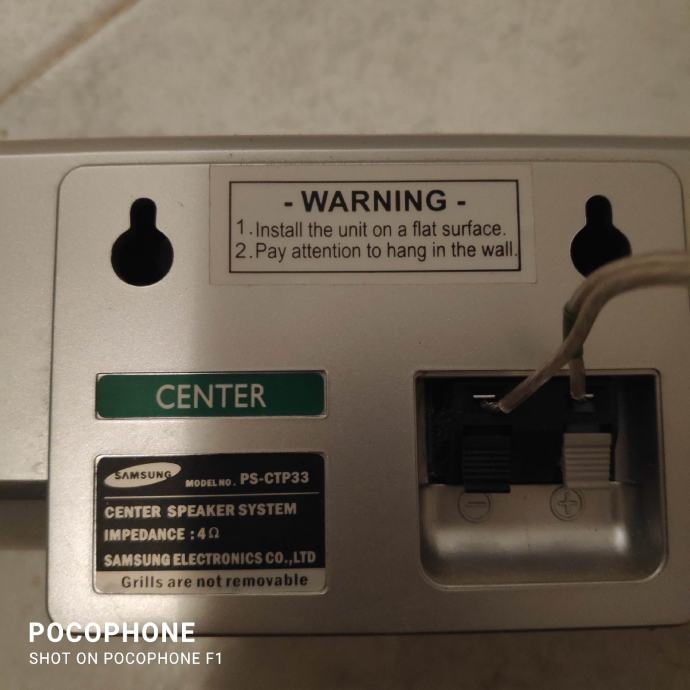 - WARNING -
1. Install the unit on a flat surface.
2. Pay attention to hang in the wall.
CENTER
SAMSUNG MODEL NO. PS-CTP33
CENTER SPEAKER SYSTEM
IMPEDANCE : 4Ω
SAMSUNG ELECTRONICS CO.,LTD
Grills are not removable
− +
POCOPHONE
SHOT ON POCOPHONE F1